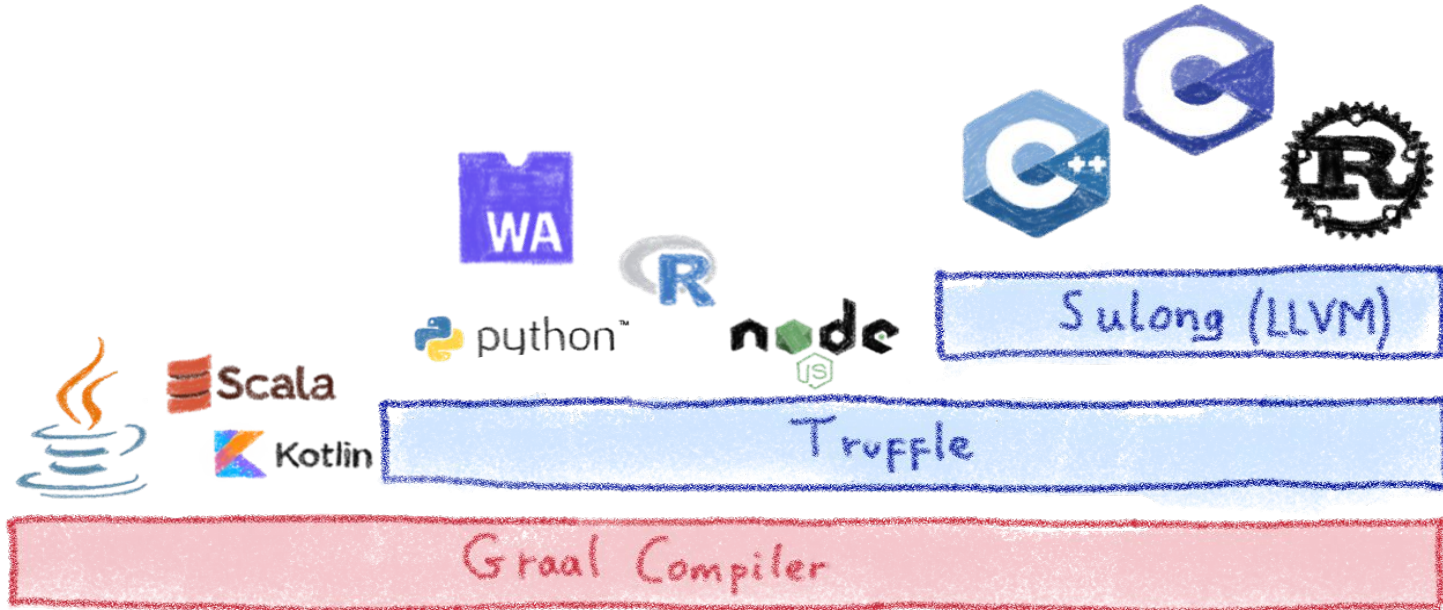 C
C++
R
WA
R
python™
node
JS
Sulong (LLVM)
Scala
Kotlin
Truffle
Graal Compiler